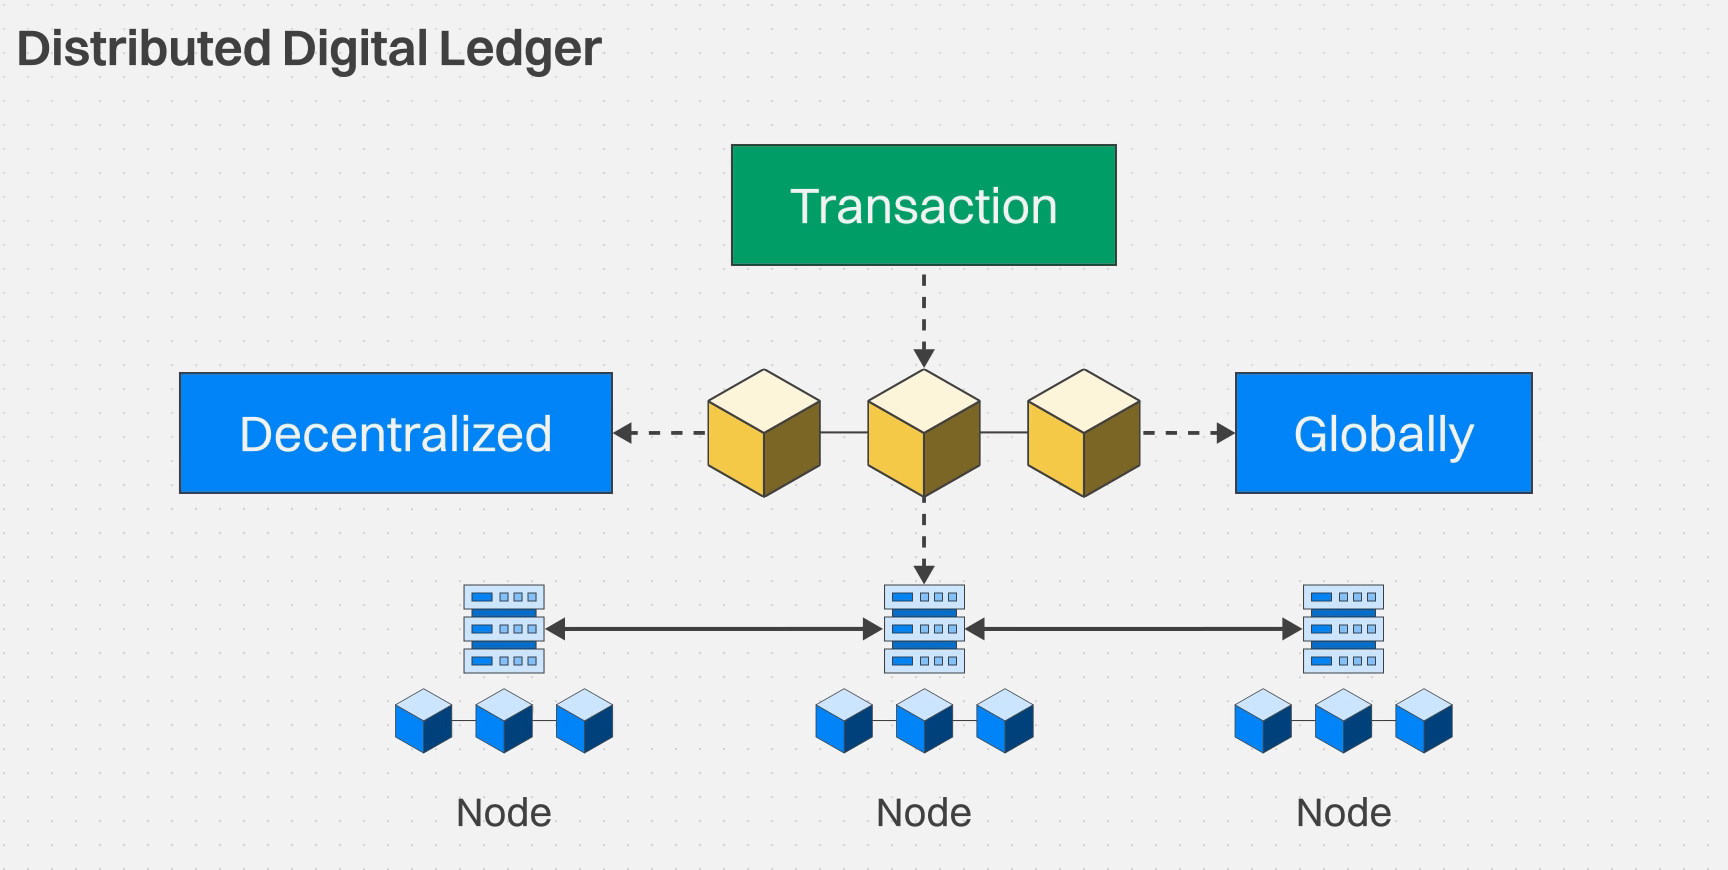 Distributed Digital Ledger
Transaction
Decentralized
Globally
Node
Node
Node